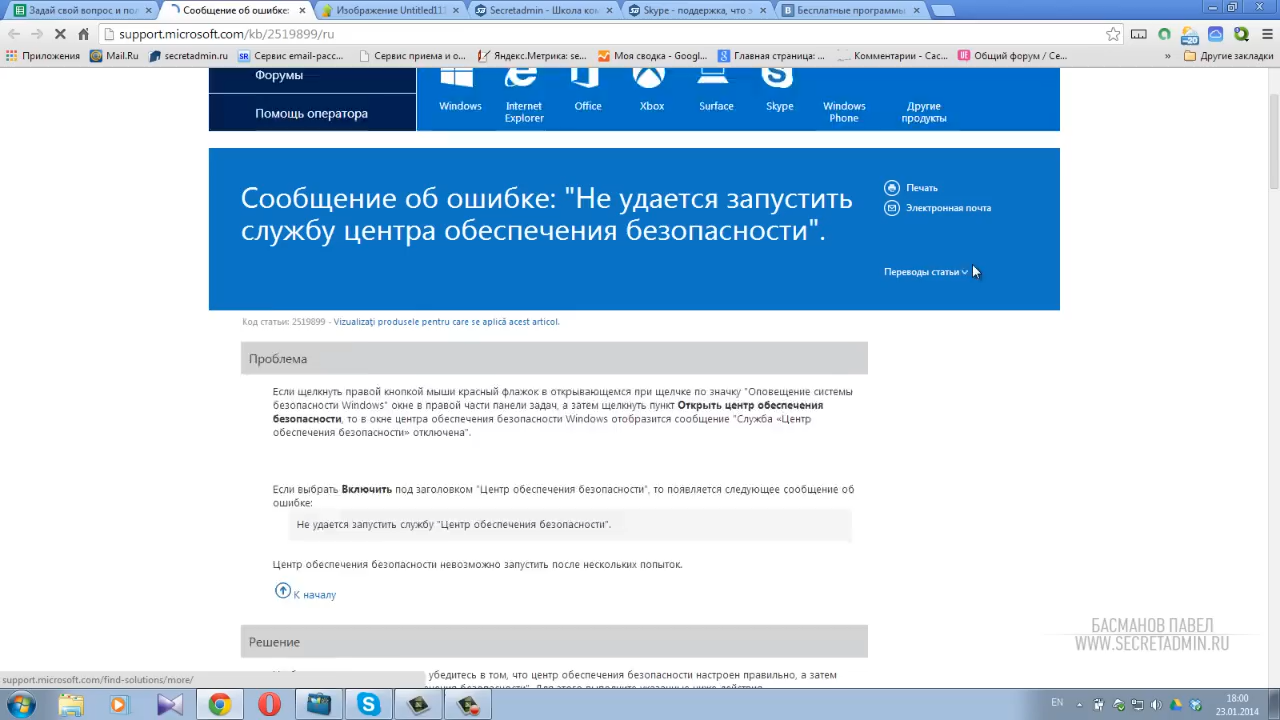 Задай свой вопрос и пол
Сообщение об ошибке:
Изображение Untitled11
Secretadmin - Школа ком
Skype - поддержка, что з
Бесплатные программы
support.microsoft.com/kb/2519899/ru
Приложения
Mail.Ru
secretadmin.ru
Сервис email-расс...
Сервис приема опл...
Яндекс.Метрика: se...
Моя сводка - Googl...
Главная страница -...
Комментарии - Сас...
Общий форум / Се...
»
Другие закладки
Форумы
Помощь оператора
Windows
Internet Explorer
Office
Xbox
Surface
Skype
Windows Phone
Другие продукты
Сообщение об ошибке: "Не удается запустить
службу центра обеспечения безопасности".
Печать
Электронная почта
Переводы статьи
Код статьи: 2519899 - Vizualizaţi produsele pentru care se aplică acest articol.
Проблема
Если щелкнуть правой кнопкой мыши красный флажок в открывающемся при щелчке по значку "Оповещение системы
безопасности Windows" окне в правой части панели задач, а затем щелкнуть пункт Открыть центр обеспечения
безопасности, то в окне центра обеспечения безопасности Windows отобразится сообщение "Служба «Центр
обеспечения безопасности» отключена".
Если выбрать Включить под заголовком "Центр обеспечения безопасности", то появляется следующее сообщение об
ошибке:
Не удается запустить службу "Центр обеспечения безопасности".
Центр обеспечения безопасности невозможно запустить после нескольких попыток.
К началу
Решение
убедитесь в том, что центр обеспечения безопасности настроен правильно, а затем
support.microsoft.com/find-solutions/more/
БАСМАНОВ ПАВЕЛ
WWW.SECRETADMIN.RU
EN
18:00
23.01.2014